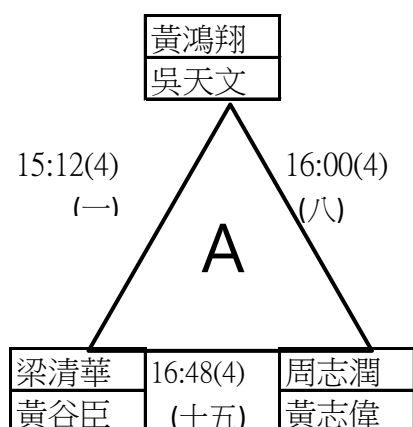 黃鴻翔
吳天文
15:12(4)
(一)
16:00(4)
(八)
A
梁清華
黃谷臣
16:48(4)
(十五)
周志潤
黃志偉